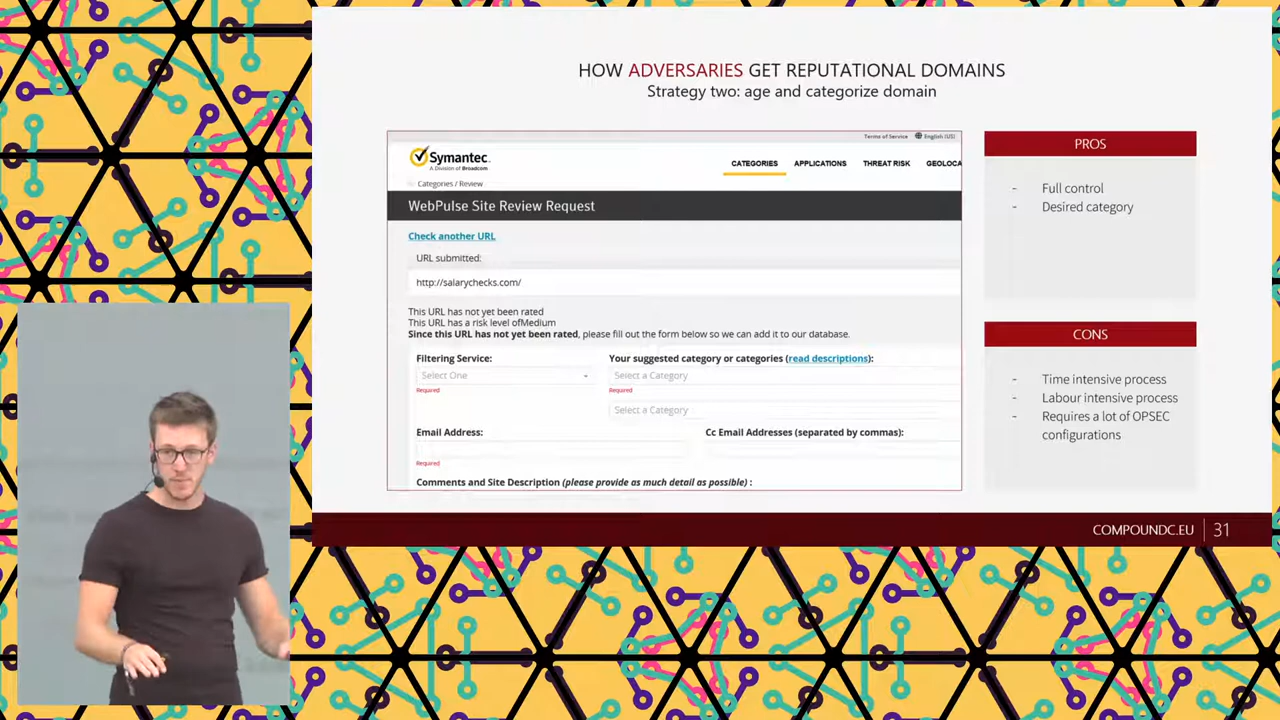 HOW ADVERSARIES GET REPUTATIONAL DOMAINS
Strategy two: age and categorize domain
Terms of Service
English (US)
Symantec.
A Division of Broadcom
CATEGORIES
APPLICATIONS
THREAT RISK
GEOLOCA
Categories / Review
WebPulse Site Review Request
Check another URL
URL submitted:
http://salarychecks.com/
This URL has not yet been rated
This URL has a risk level ofMedium
Since this URL has not yet been rated, please fill out the form below so we can add it to our database.
Filtering Service:
Select One
Required
Your suggested category or categories (read descriptions):
Select a Category
Required
Select a Category
Email Address:
Required
Cc Email Addresses (separated by commas):
Comments and Site Description (please provide as much detail as possible) :
PROS
- Full control
- Desired category
CONS
- Time intensive process
- Labour intensive process
- Requires a lot of OPSEC
configurations
COMPOUNDC.EU
31